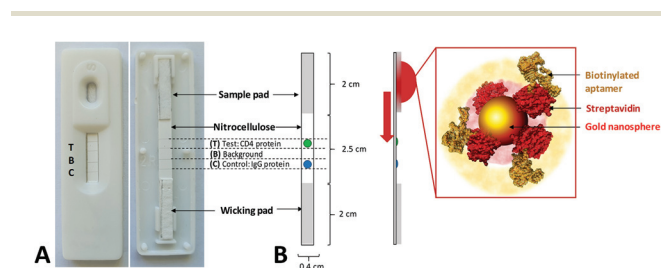 2 cm
Biotinylated
aptamer
Sample pad
Streptavidin
Nitrocellulose
Gold nanosphere
T
(T) Test: CD4 protein
B
(B) Background
2.5 cm
C
(C) Control: IgG protein
Wicking pad
2 cm
A
B
0.4 cm